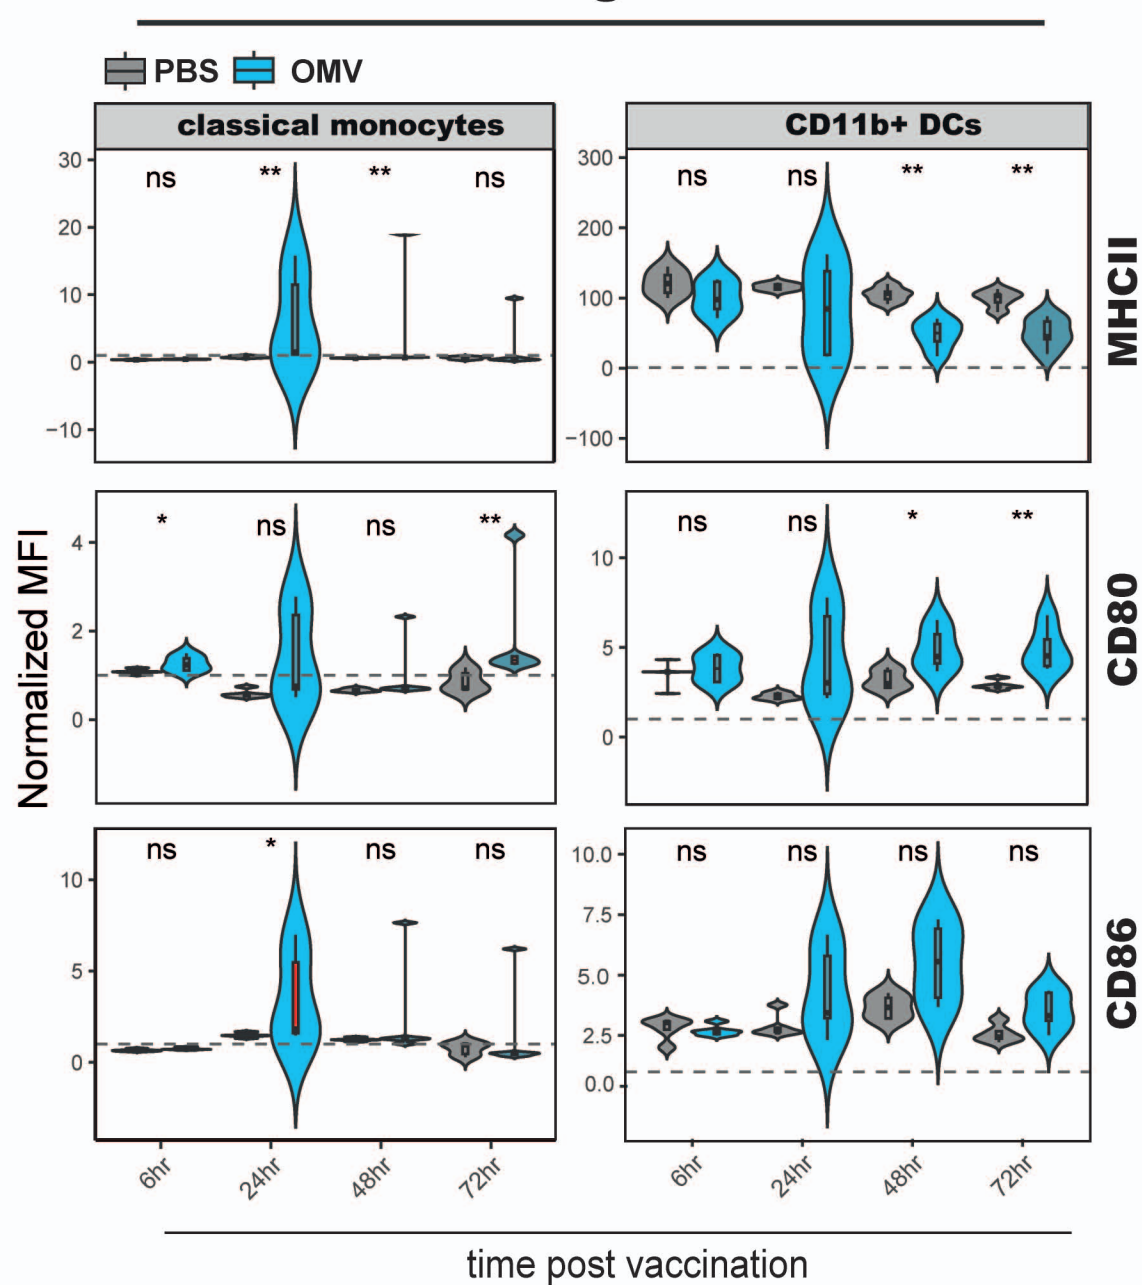 PBS OMV
classical monocytes
CD11b+ DCs
30
20
10
0
−10
ns ** ** ns
300
200
100
0
−100
ns ns ** **
MHCII
Normalized MFI
4
2
0
* ns ns **
10
5
0
ns ns * **
CD80
10
5
0
ns * ns ns
10.0
7.5
5.0
2.5
0.0
ns ns ns ns
CD86
6hr 24hr 48hr 72hr
6hr 24hr 48hr 72hr
time post vaccination